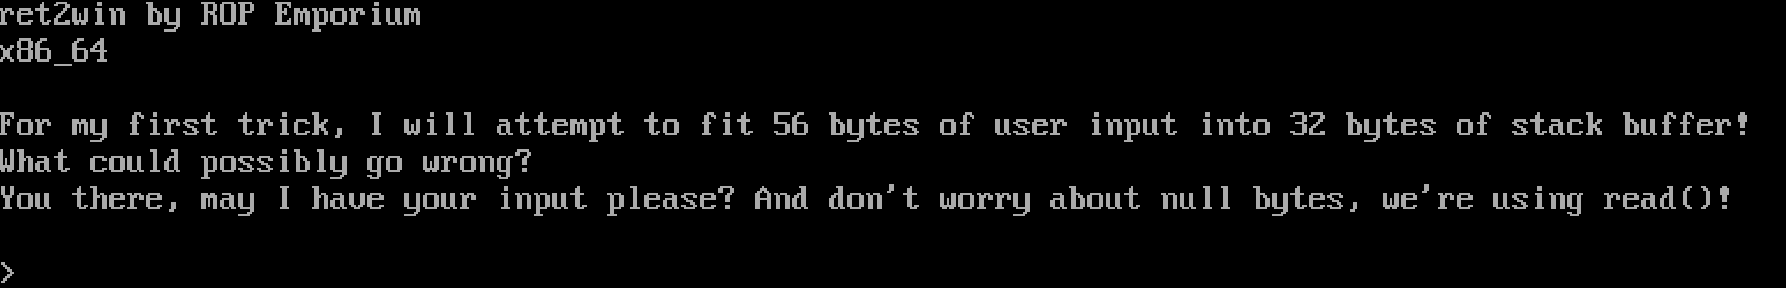 ret2win by ROP Emporium
x86_64
For my first trick, I will attempt to fit 56 bytes of user input into 32 bytes of stack buffer!
What could possibly go wrong?
You there, may I have your input please? And don't worry about null bytes, we're using read()!
>